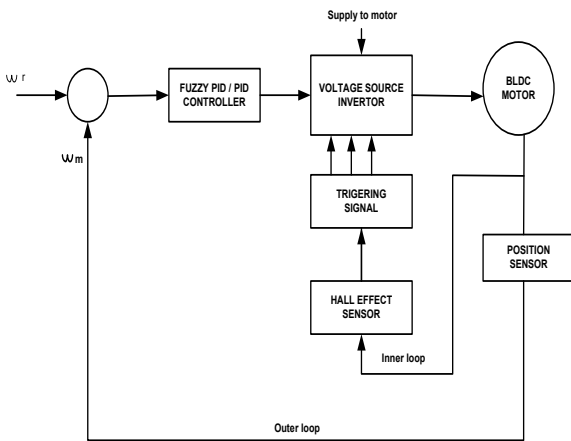 Supply to motor
ω r
FUZZY PID / PID
CONTROLLER
VOLTAGE SOURCE
INVERTOR
BLDC
MOTOR
ω m
TRIGERING
SIGNAL
POSITION
SENSOR
HALL EFFECT
SENSOR
Inner loop
Outer loop